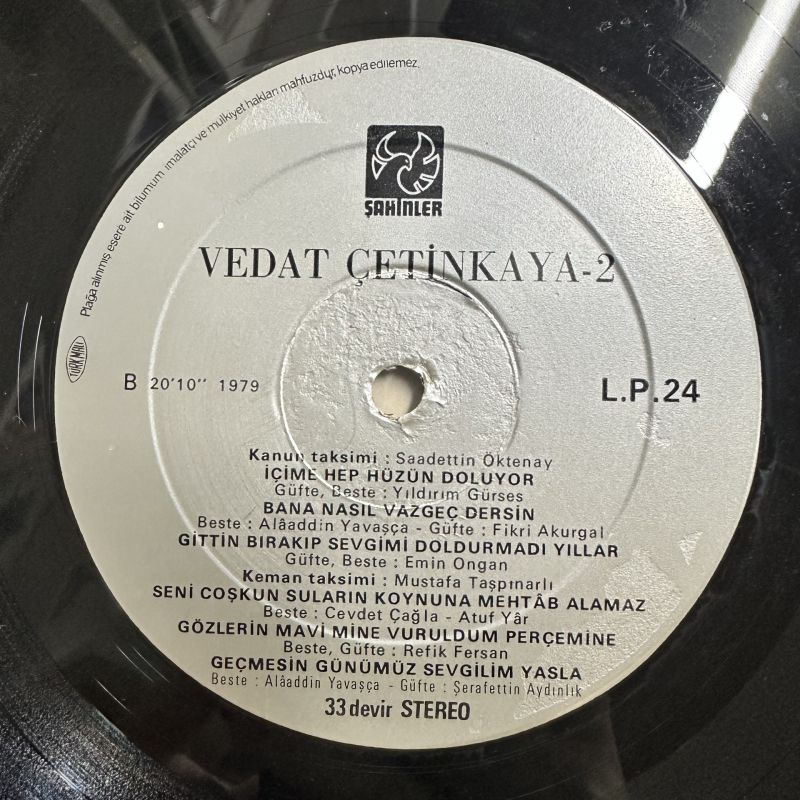 Plağa alınmış esere ait bilumum imalatçı ve mülkiyet hakları mahfuzdur, kopya edilemez.
ŞAHİNLER
VEDAT ÇETİNKAYA-2
TÜRK MALI
B 20'10'' 1979
L.P.24
Kanun taksimi : Saadettin Öktenay
İÇİME HEP HÜZÜN DOLUYOR
Güfte, Beste : Yıldırım Gürses
BANA NASIL VAZGEÇ DERSİN
Beste : Alâaddin Yavaşça - Güfte : Fikri Akurgal
GİTTİN BIRAKIP SEVGİMİ DOLDURMADI YILLAR
Güfte, Beste : Emin Ongan
Keman taksimi : Mustafa Taşpınarlı
SENİ COŞKUN SULARIN KOYNUNA MEHTÂB ALAMAZ
Beste : Cevdet Çağla - Atuf Yâr
GÖZLERİN MAVİ MİNE VURULDUM PERÇEMİNE
Beste, Güfte : Refik Fersan
GEÇMESİN GÜNÜMÜZ SEVGİLİM YASLA
Beste : Alâaddin Yavaşça - Güfte : Şerafettin Aydınlık
33 devir STEREO